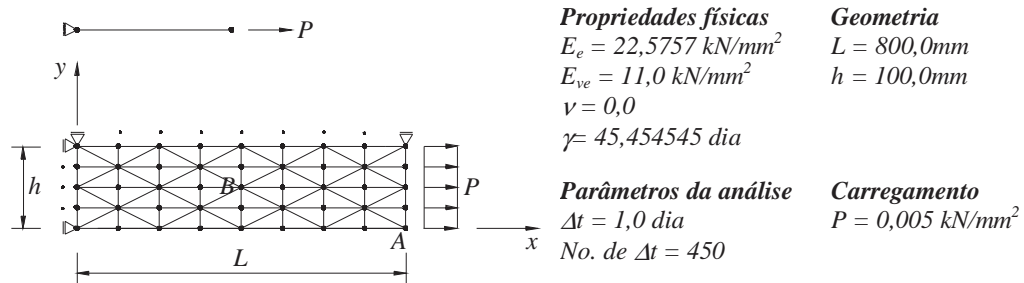 P
y
h
B
P
A
x
L
Propriedades físicas
Eₑ = 22,5757 kN/mm²
Eᵥₑ = 11,0 kN/mm²
ν = 0,0
γ= 45,454545 dia
Geometria
L = 800,0mm
h = 100,0mm
Parâmetros da análise
Δt = 1,0 dia
No. de Δt = 450
Carregamento
P = 0,005 kN/mm²